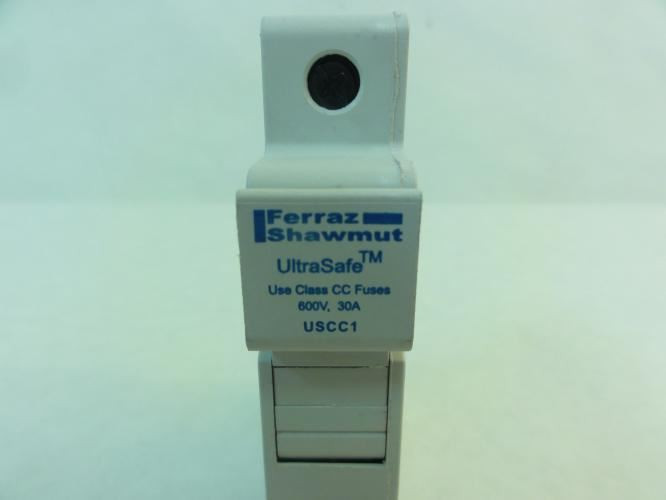 Ferraz
Shawmut
UltraSafe™
Use Class CC Fuses
600V, 30A
USCC1